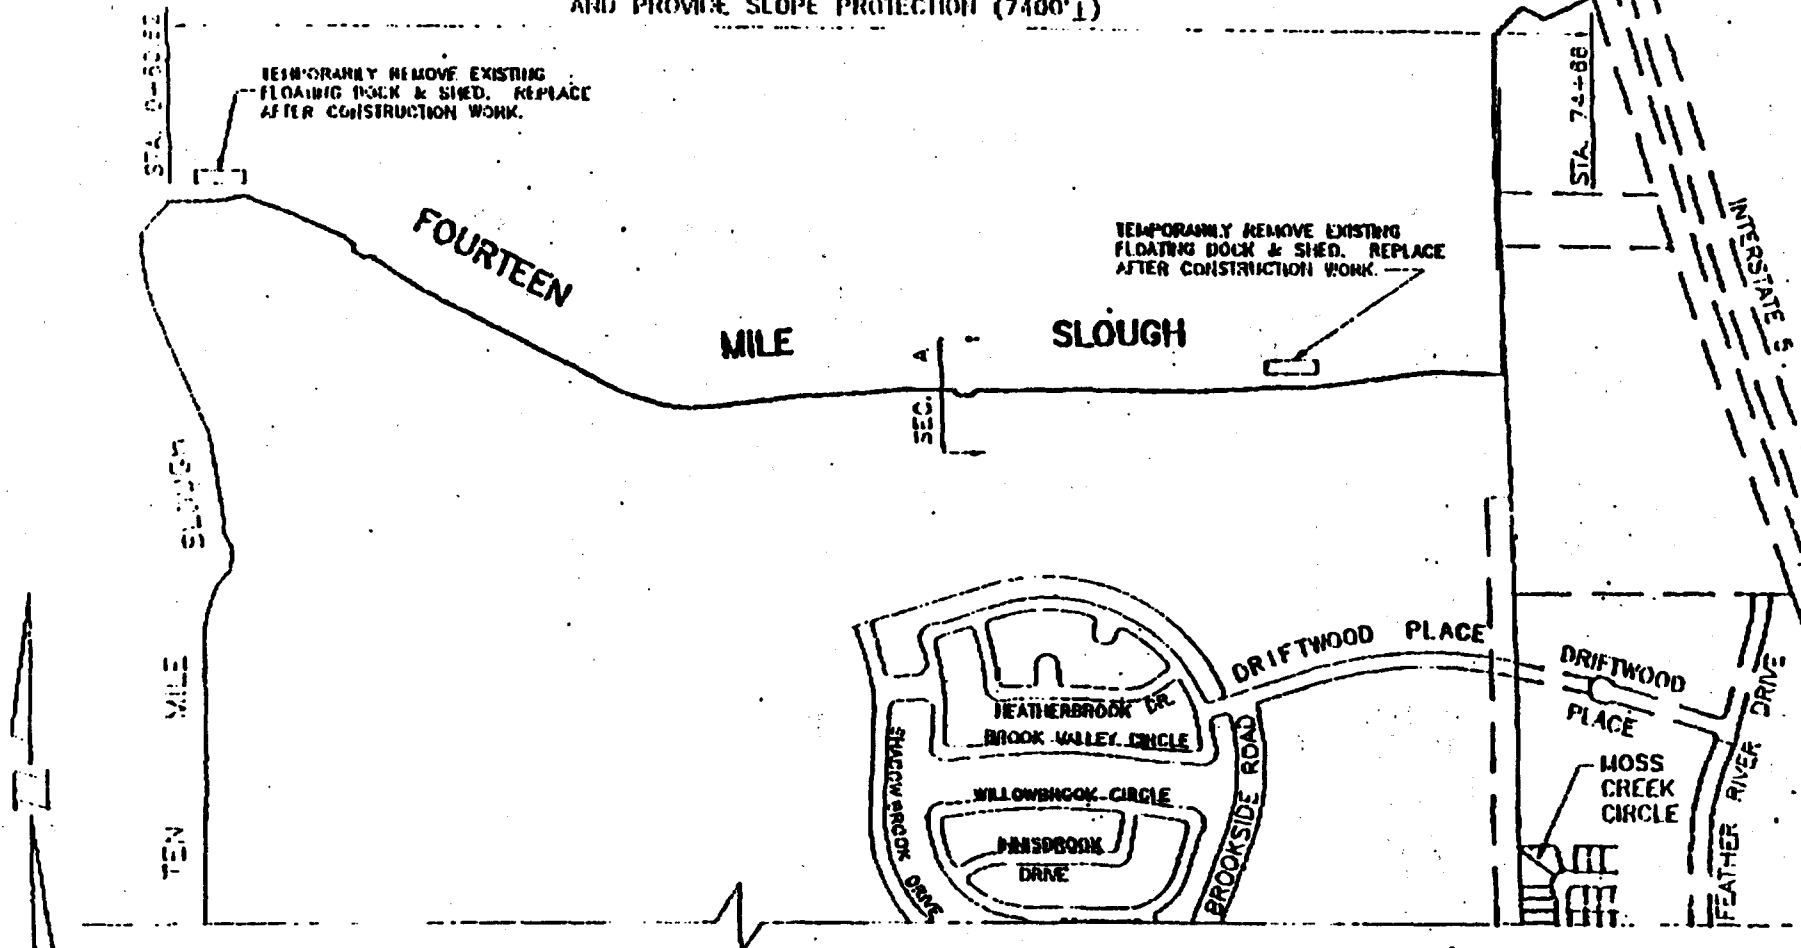 AND PROVIDE SLOPE PROTECTION (7400'±)
TEMPORARILY REMOVE EXISTING
FLOATING DOCK & SHED. REPLACE
AFTER CONSTRUCTION WORK.
STA. 74+88
INTERSTATE 5
FOURTEEN
MILE
SLOUGH
TEMPORARILY REMOVE EXISTING
FLOATING DOCK & SHED. REPLACE
AFTER CONSTRUCTION WORK.
SEC. A
TEN MILE SLOUGH
DRIFTWOOD PLACE
DRIFTWOOD
PLACE
HEATHERBROOK DR.
BROOK VALLEY CIRCLE
WILLOWBROOK CIRCLE
INNISBROOK
DRIVE
SHADOWBROOK DRIVE
BROOKSIDE ROAD
MOSS
CREEK
CIRCLE
FEATHER RIVER DRIVE